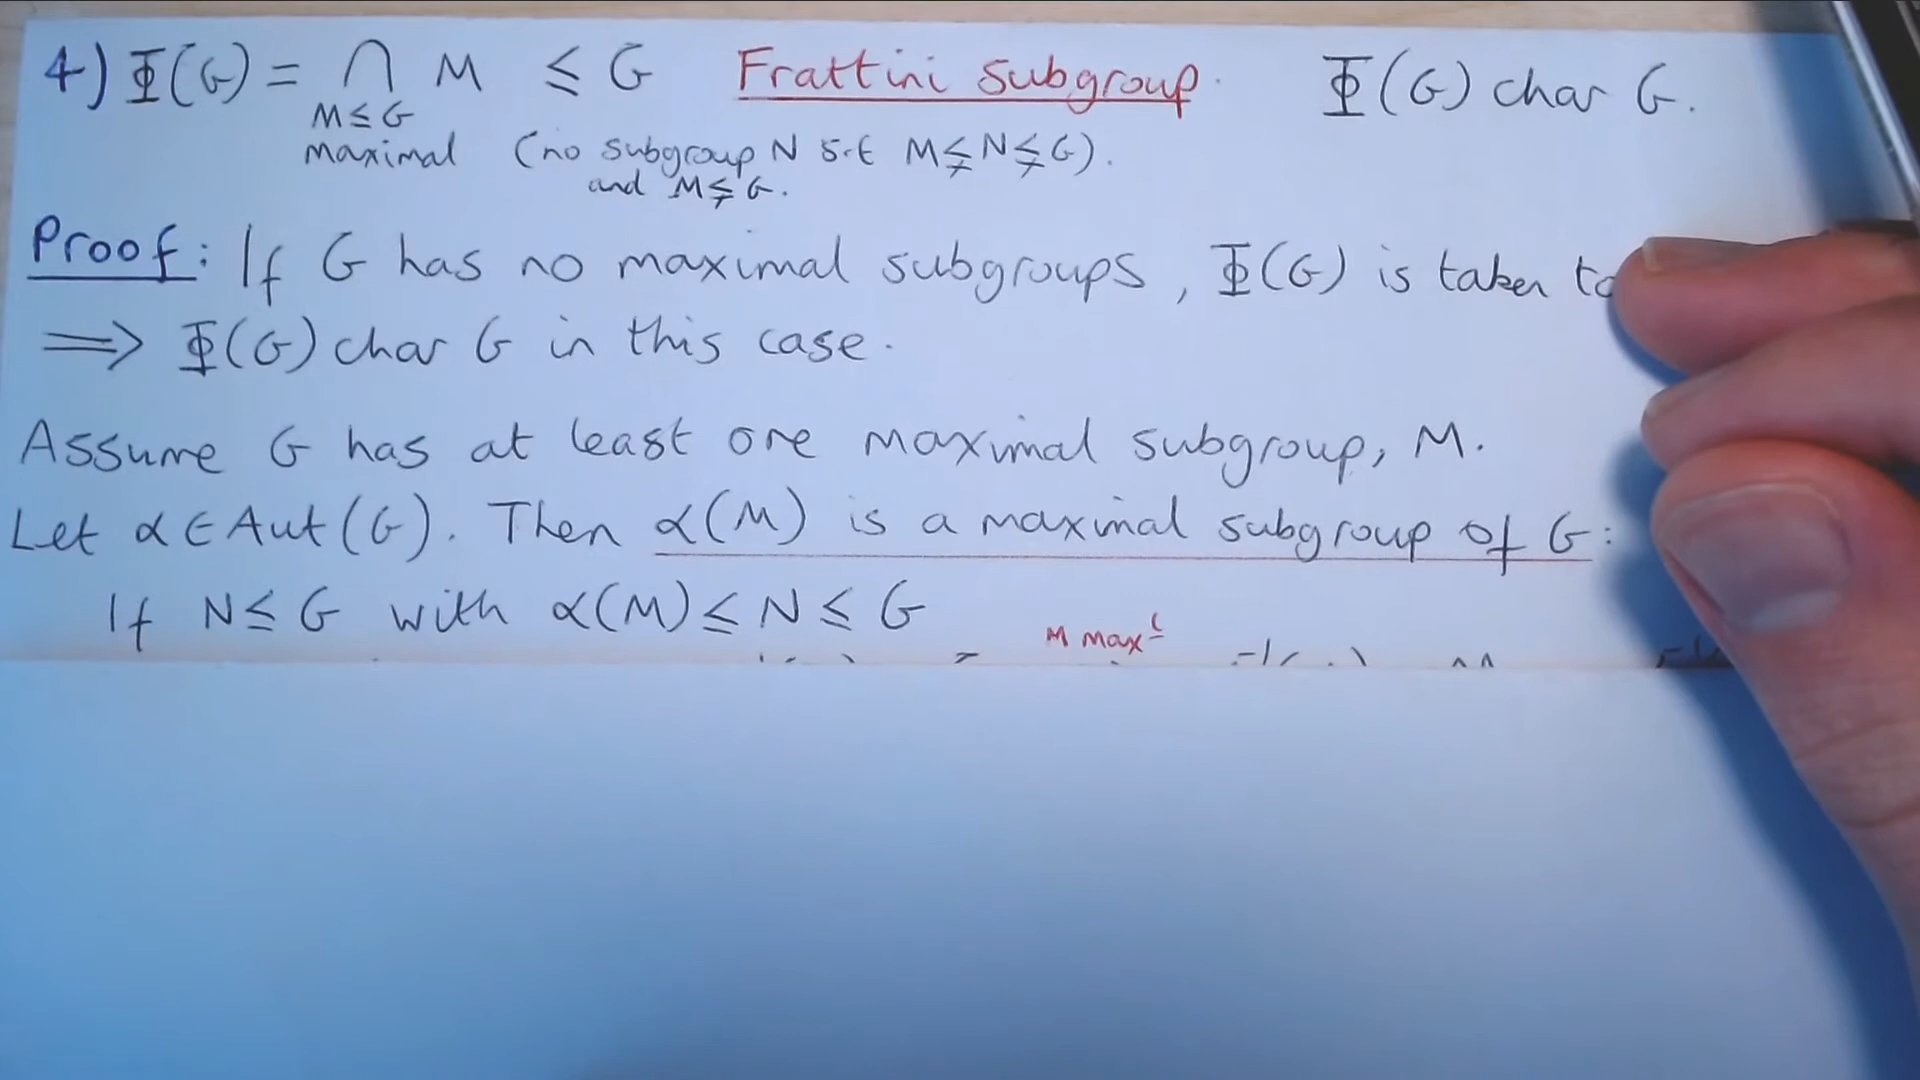 4) Φ(G) = ⋂ M ≤ G Frattini Subgroup. Φ(G) char G.
M≤G
maximal (no subgroup N s.t M⪇N⪇G).
and M⪇G.
Proof: If G has no maximal subgroups, Φ(G) is taken to
⟹ Φ(G) char G in this case.
Assume G has at least one maximal subgroup, M.
Let α∈Aut(G). Then α(M) is a maximal subgroup of G:
If N≤G with α(M)≤N≤G
M max